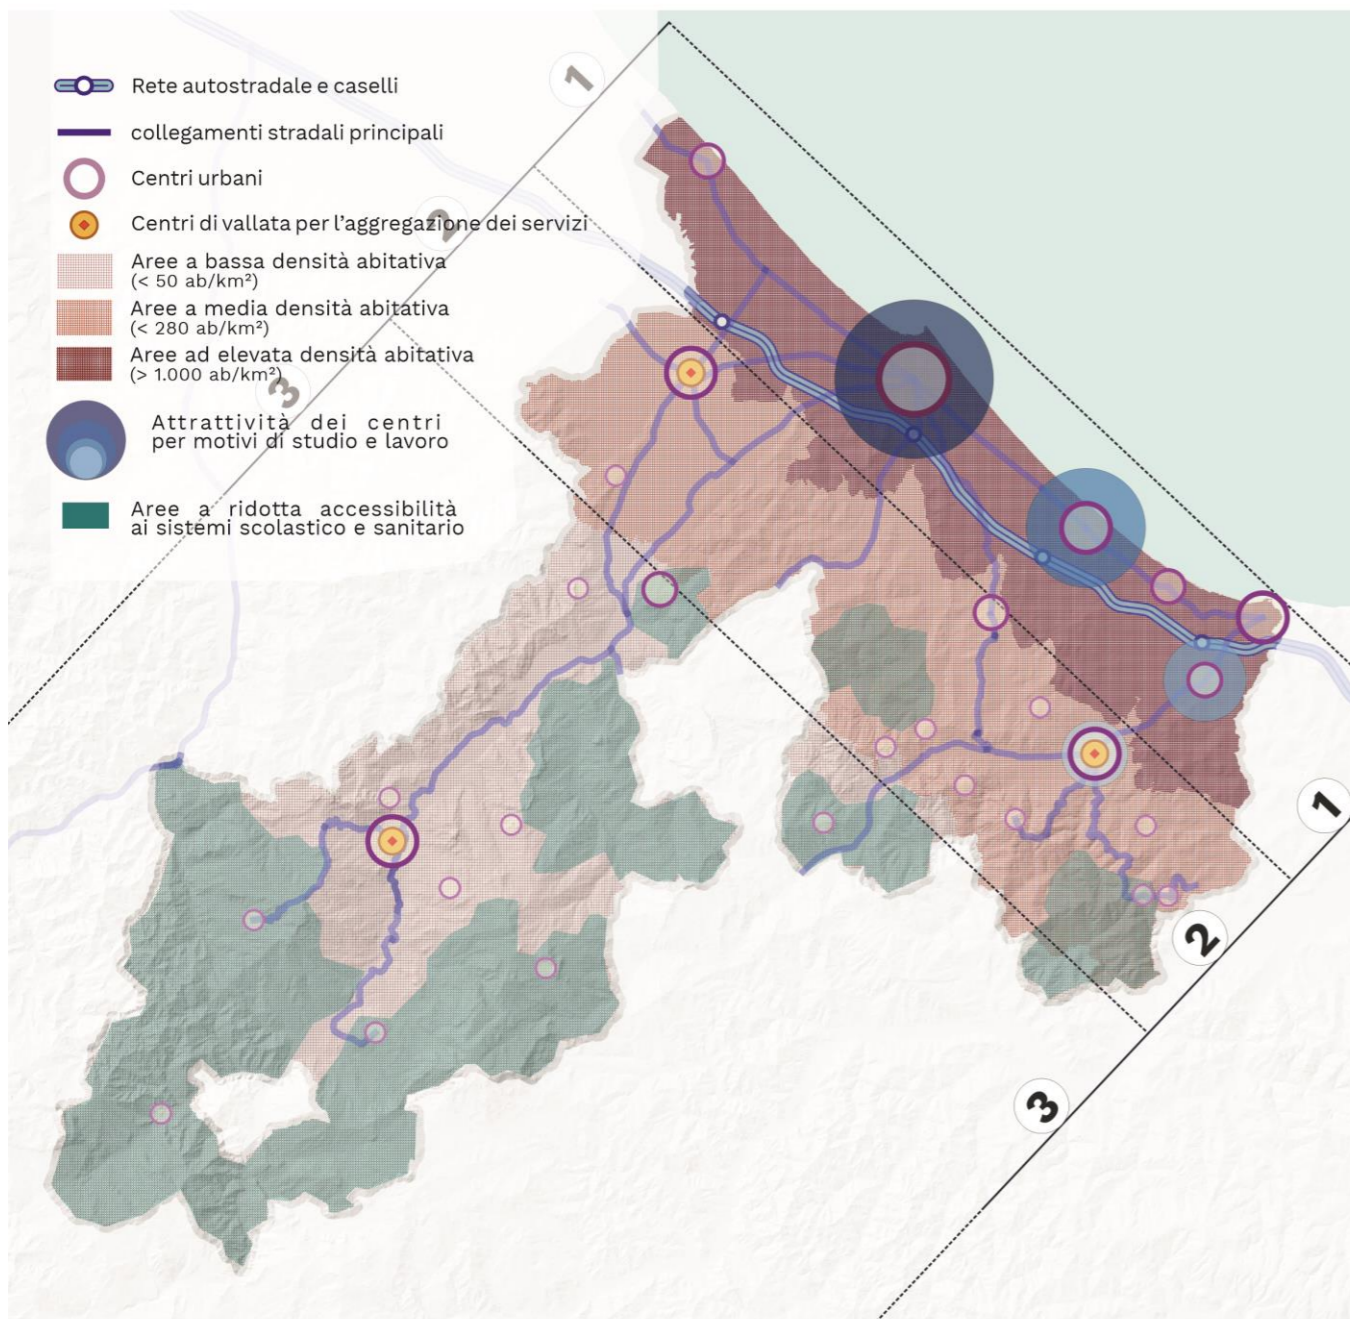 1
Rete autostradale e caselli
collegamenti stradali principali
Centri urbani
Centri di vallata per l'aggregazione dei servizi
2
Aree a bassa densità abitativa
(< 50 ab/km²)
Aree a media densità abitativa
(< 280 ab/km²)
Aree ad elevata densità abitativa
(> 1.000 ab/km²)
3
Attrattività dei centri
per motivi di studio e lavoro
Aree a ridotta accessibilità
ai sistemi scolastico e sanitario
1
2
3